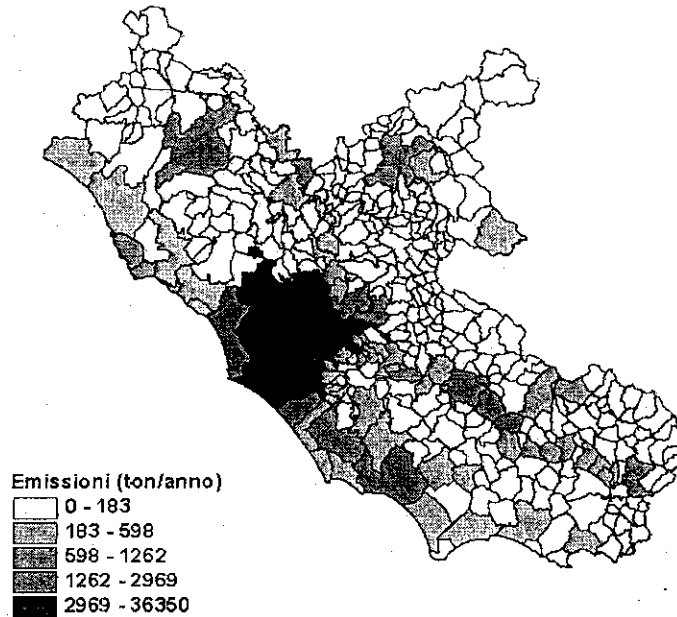 Emissioni (ton/anno)
0 - 183
183 - 598
598 - 1262
1262 - 2969
2969 - 36350